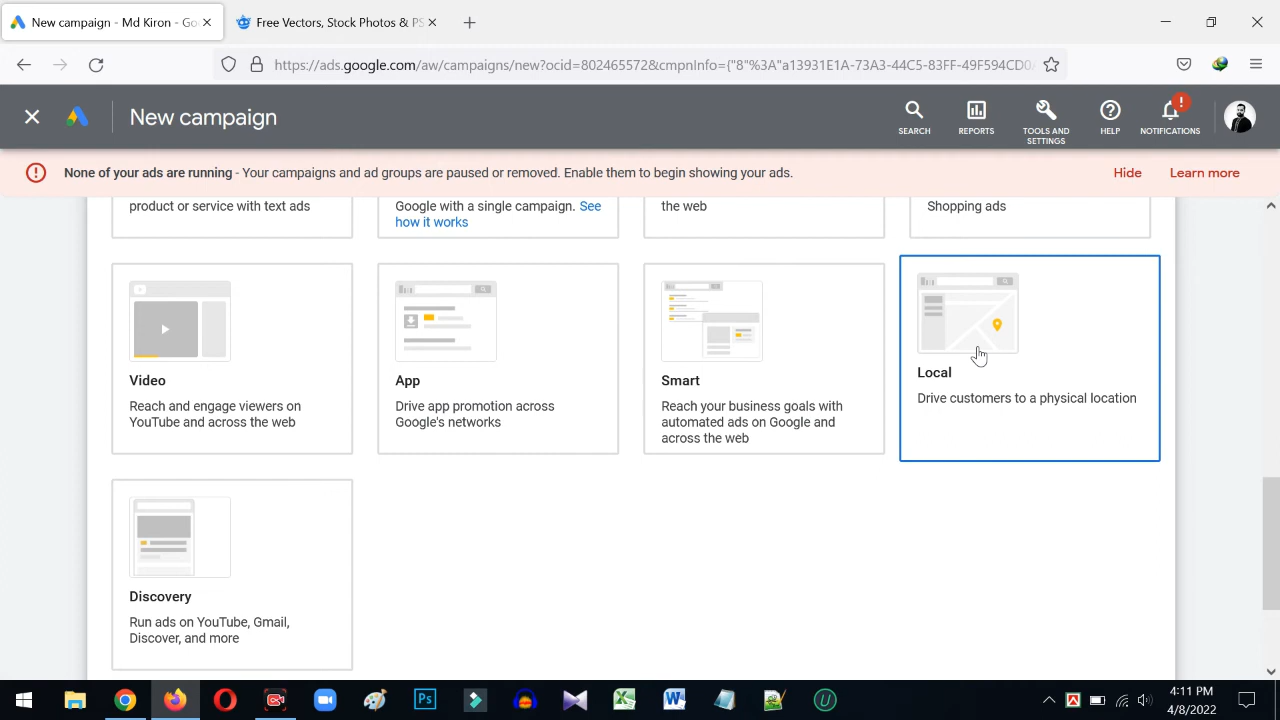 New campaign - Md Kiron - Go
Free Vectors, Stock Photos & PS
https://ads.google.com/aw/campaigns/new?ocid=802465572&cmpnInfo={"8"%3A"a13931E1A-73A3-44C5-83FF-49F594CD0
New campaign
SEARCH
REPORTS
TOOLS AND
SETTINGS
HELP
NOTIFICATIONS
None of your ads are running - Your campaigns and ad groups are paused or removed. Enable them to begin showing your ads.
Hide
Learn more
product or service with text ads
Google with a single campaign. See
how it works
the web
Shopping ads
Video
Reach and engage viewers on
YouTube and across the web
App
Drive app promotion across
Google's networks
Smart
Reach your business goals with
automated ads on Google and
across the web
Local
Drive customers to a physical location
Discovery
Run ads on YouTube, Gmail,
Discover, and more
4:11 PM
4/8/2022